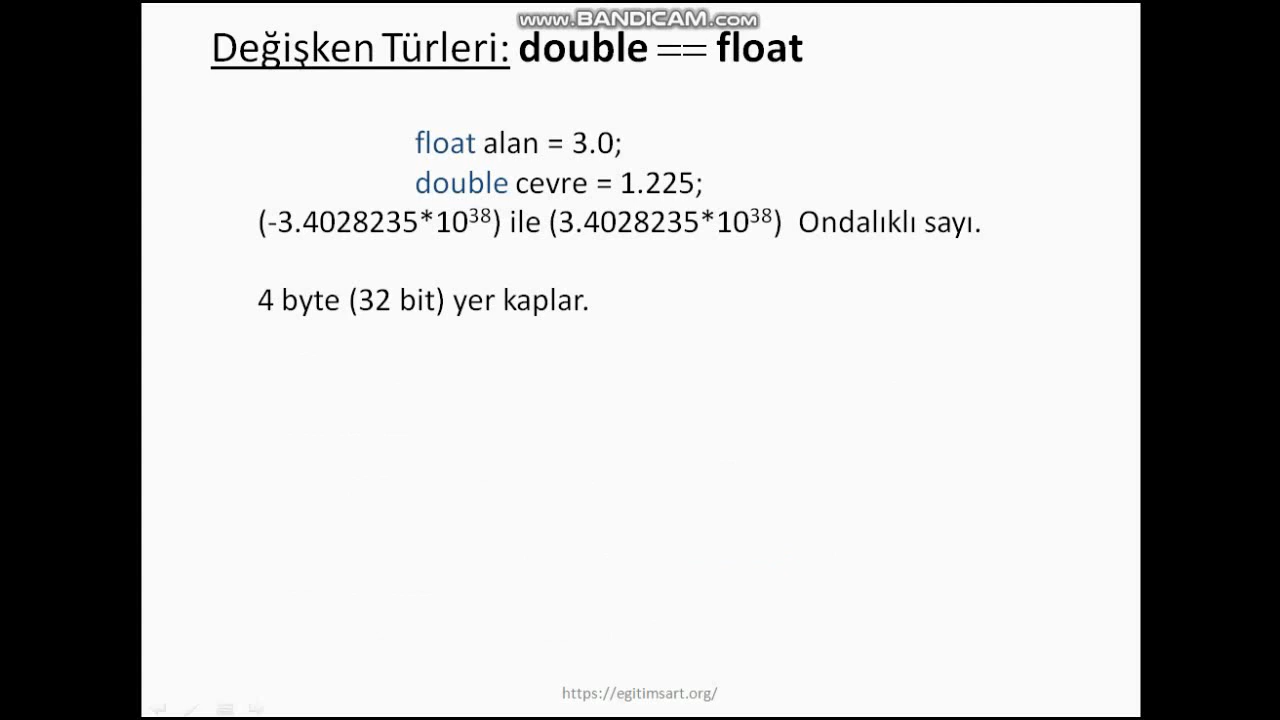 www.BANDICAM.com
Değişken Türleri: double == float
float alan = 3.0;
double cevre = 1.225;
(-3.4028235*10³⁸) ile (3.4028235*10³⁸) Ondalıklı sayı.
4 byte (32 bit) yer kaplar.
https://egitimsart.org/